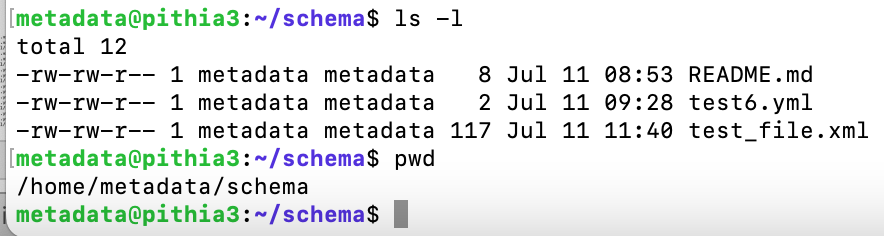 [metadata@pithia3:~/schema$ ls -l
total 12
-rw-rw-r-- 1 metadata metadata   8 Jul 11 08:53 README.md
-rw-rw-r-- 1 metadata metadata   2 Jul 11 09:28 test6.yml
-rw-rw-r-- 1 metadata metadata 117 Jul 11 11:40 test_file.xml
[metadata@pithia3:~/schema$ pwd
/home/metadata/schema
metadata@pithia3:~/schema$